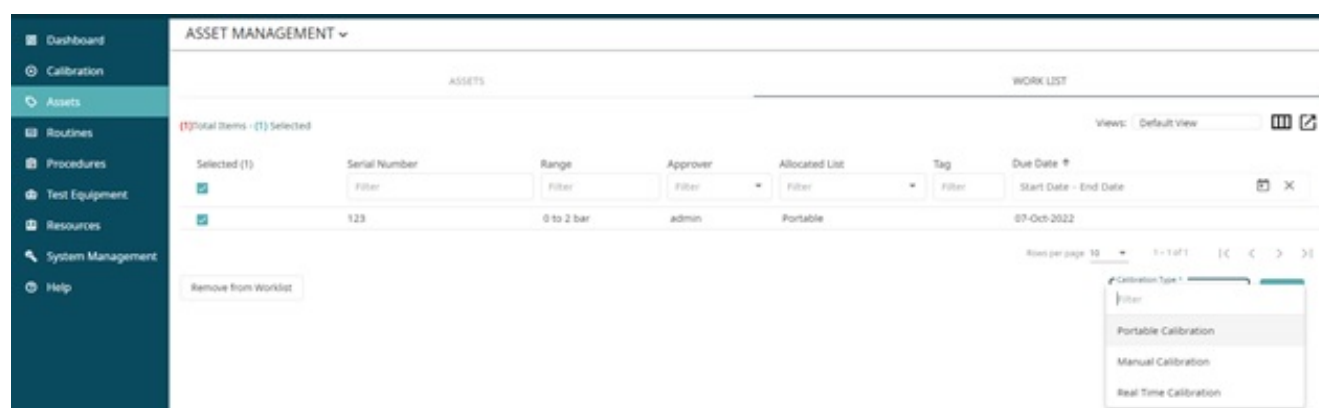 Dashboard
Calibration
Assets
Routines
Procedures
Test Equipment
Resources
System Management
Help
ASSET MANAGEMENT
ASSETS
WORK LIST
(1)Total Items - (1) Selected
Views: Default View
Selected (1) Serial Number Range Approver Allocated List Tag Due Date
Filter Filter Filter Filter Filter Start Date - End Date
123 0 to 2 bar admin Portable 07-Oct-2022
Rows per page 10 1-1 of 1
Remove from Worklist
Calibration Type *
Filter
Portable Calibration
Manual Calibration
Real Time Calibration